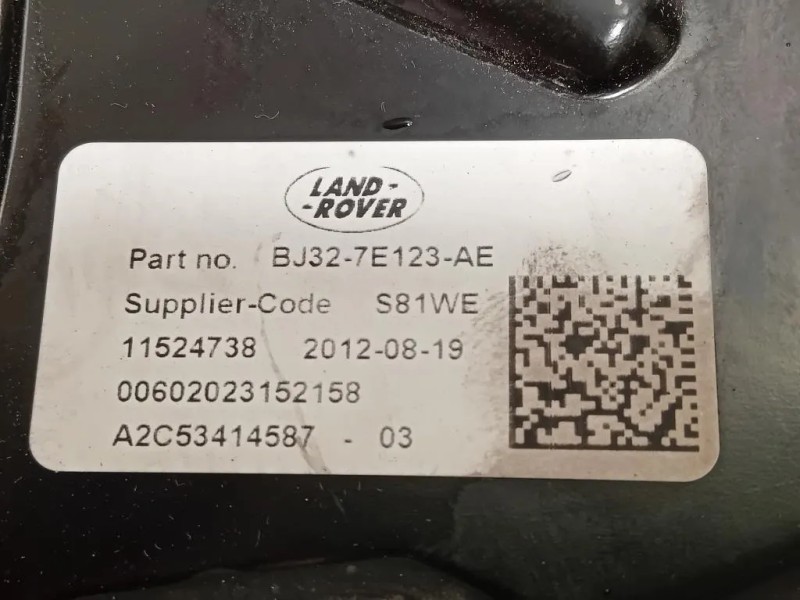 LAND-
-ROVER
Part no. BJ32-7E123-AE
Supplier-Code S81WE
11524738 2012-08-19
00602023152158
A2C53414587 - 03